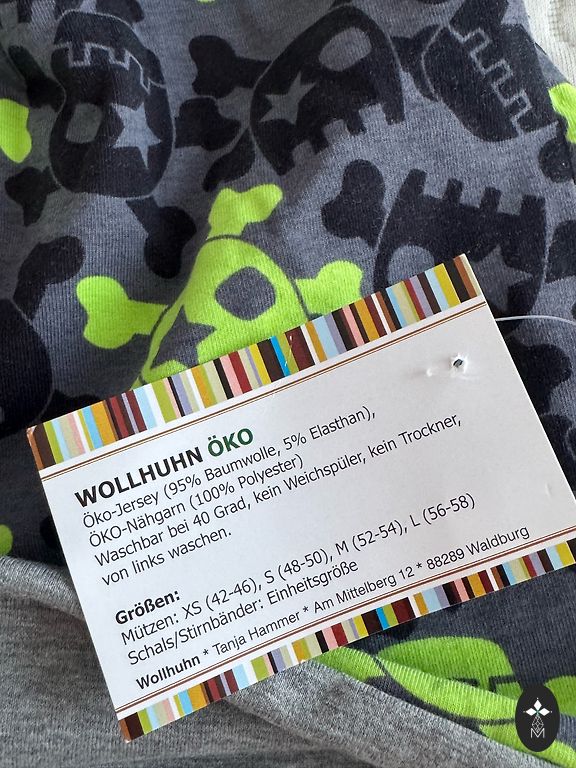 WOLLHUHN ÖKO
Öko-Jersey (95% Baumwolle, 5% Elasthan),
ÖKO-Nähgarn (100% Polyester)
Waschbar bei 40 Grad, kein Weichspüler, kein Trockner,
von links waschen.
Größen:
Mützen: XS (42-46), S (48-50), M (52-54), L (56-58)
Schals/Stirnbänder: Einheitsgröße
Wollhuhn * Tanja Hammer * Am Mittelberg 12 * 88289 Waldburg
M